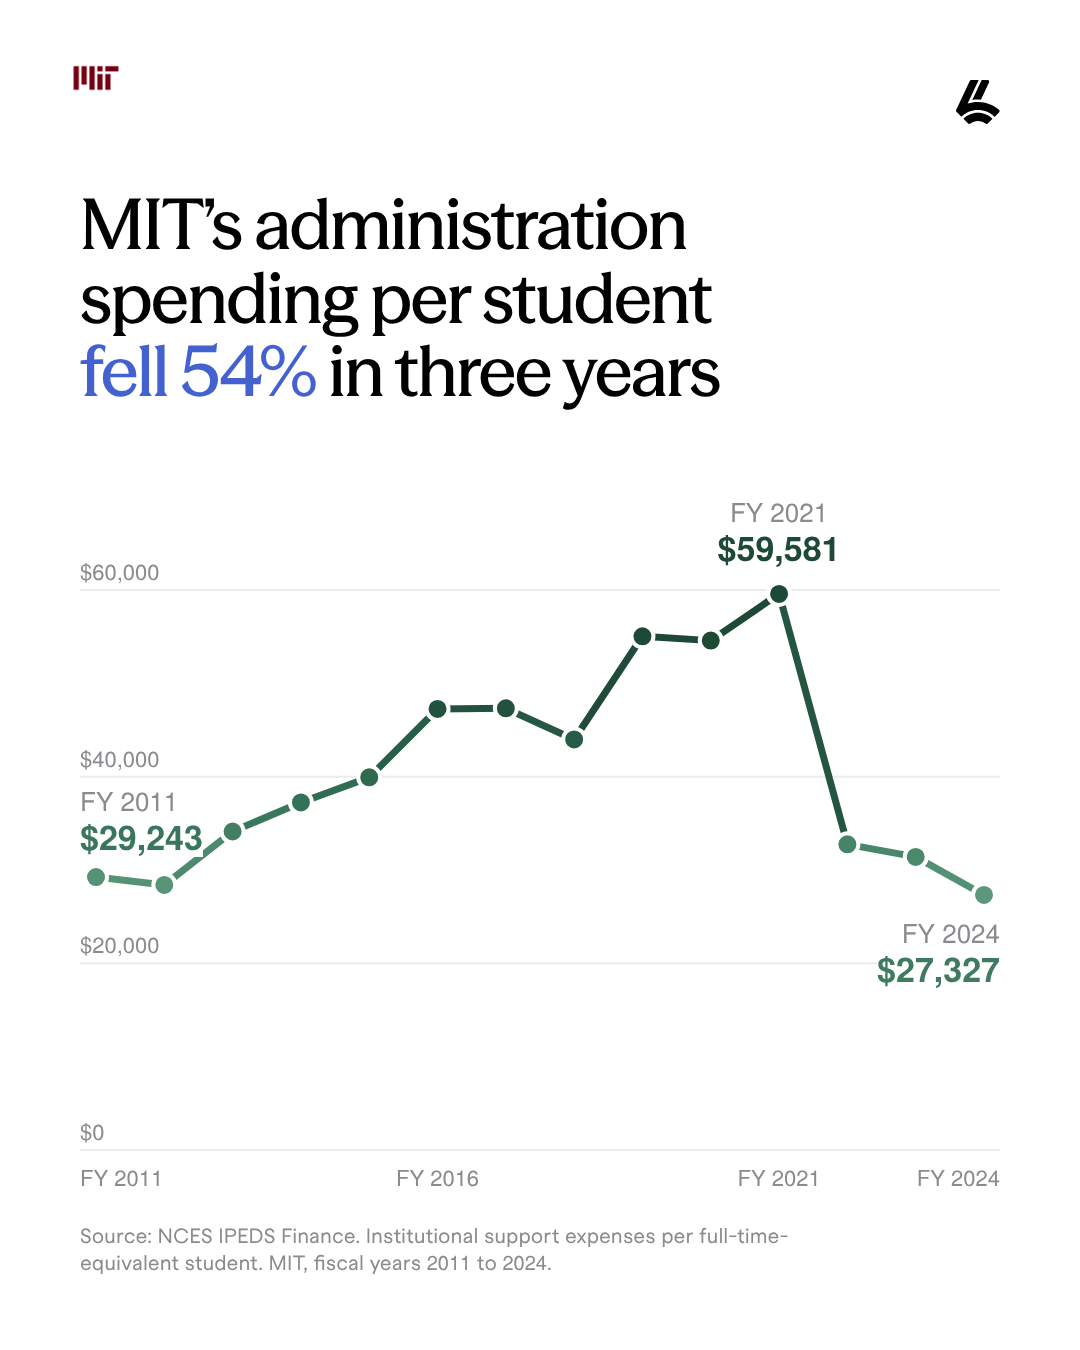 MIT
MIT’s administration
spending per student
fell 54% in three years
FY 2021
$59,581
$60,000
$40,000
FY 2011
$29,243
$20,000
FY 2024
$27,327
$0
FY 2011 FY 2016 FY 2021 FY 2024
Source: NCES IPEDS Finance. Institutional support expenses per full-time-
equivalent student. MIT, fiscal years 2011 to 2024.